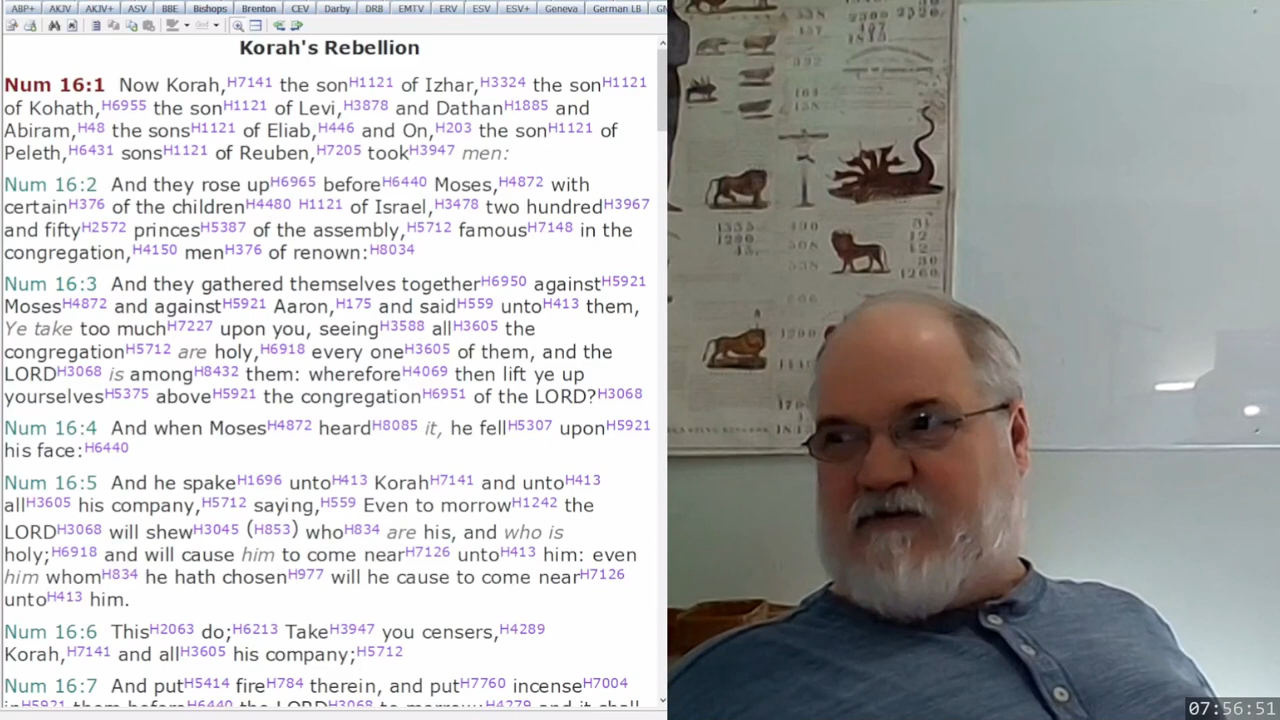 ABP+ AKJV AKJV+ ASV BBE Bishops Brenton CEV Darby DRB EMTV ERV ESV ESV+ Geneva German LB
Korah's Rebellion
Num 16:1 Now Korah,H7141 the sonH1121 of Izhar,H3324 the sonH1121
of Kohath,H6955 the sonH1121 of Levi,H3878 and DathanH1885 and
Abiram,H48 the sonsH1121 of Eliab,H446 and On,H203 the sonH1121 of
Peleth,H6431 sonsH1121 of Reuben,H7205 tookH3947 men:
Num 16:2 And they rose upH6965 beforeH6440 Moses,H4872 with
certainH376 of the childrenH4480 H1121 of Israel,H3478 two hundredH3967
and fiftyH2572 princesH5387 of the assembly,H5712 famousH7148 in the
congregation,H4150 menH376 of renown:H8034
Num 16:3 And they gathered themselves togetherH6950 againstH5921
MosesH4872 and againstH5921 Aaron,H175 and saidH559 untoH413 them,
Ye take too muchH7227 upon you, seeingH3588 allH3605 the
congregationH5712 are holy,H6918 every oneH3605 of them, and the
LORDH3068 is amongH8432 them: whereforeH4069 then lift ye up
yourselvesH5375 aboveH5921 the congregationH6951 of the LORD?H3068
Num 16:4 And when MosesH4872 heardH8085 it, he fellH5307 uponH5921
his face:H6440
Num 16:5 And he spakeH1696 untoH413 KorahH7141 and untoH413
allH3605 his company,H5712 saying,H559 Even to morrowH1242 the
LORDH3068 will shewH3045 (H853) whoH834 are his, and who is
holy;H6918 and will cause him to come nearH7126 untoH413 him: even
him whomH834 he hath chosenH977 will he cause to come nearH7126
untoH413 him.
Num 16:6 ThisH2063 do;H6213 TakeH3947 you censers,H4289
Korah,H7141 and allH3605 his company;H5712
Num 16:7 And putH5414 fireH784 therein, and putH7760 incenseH7004
07:56:51